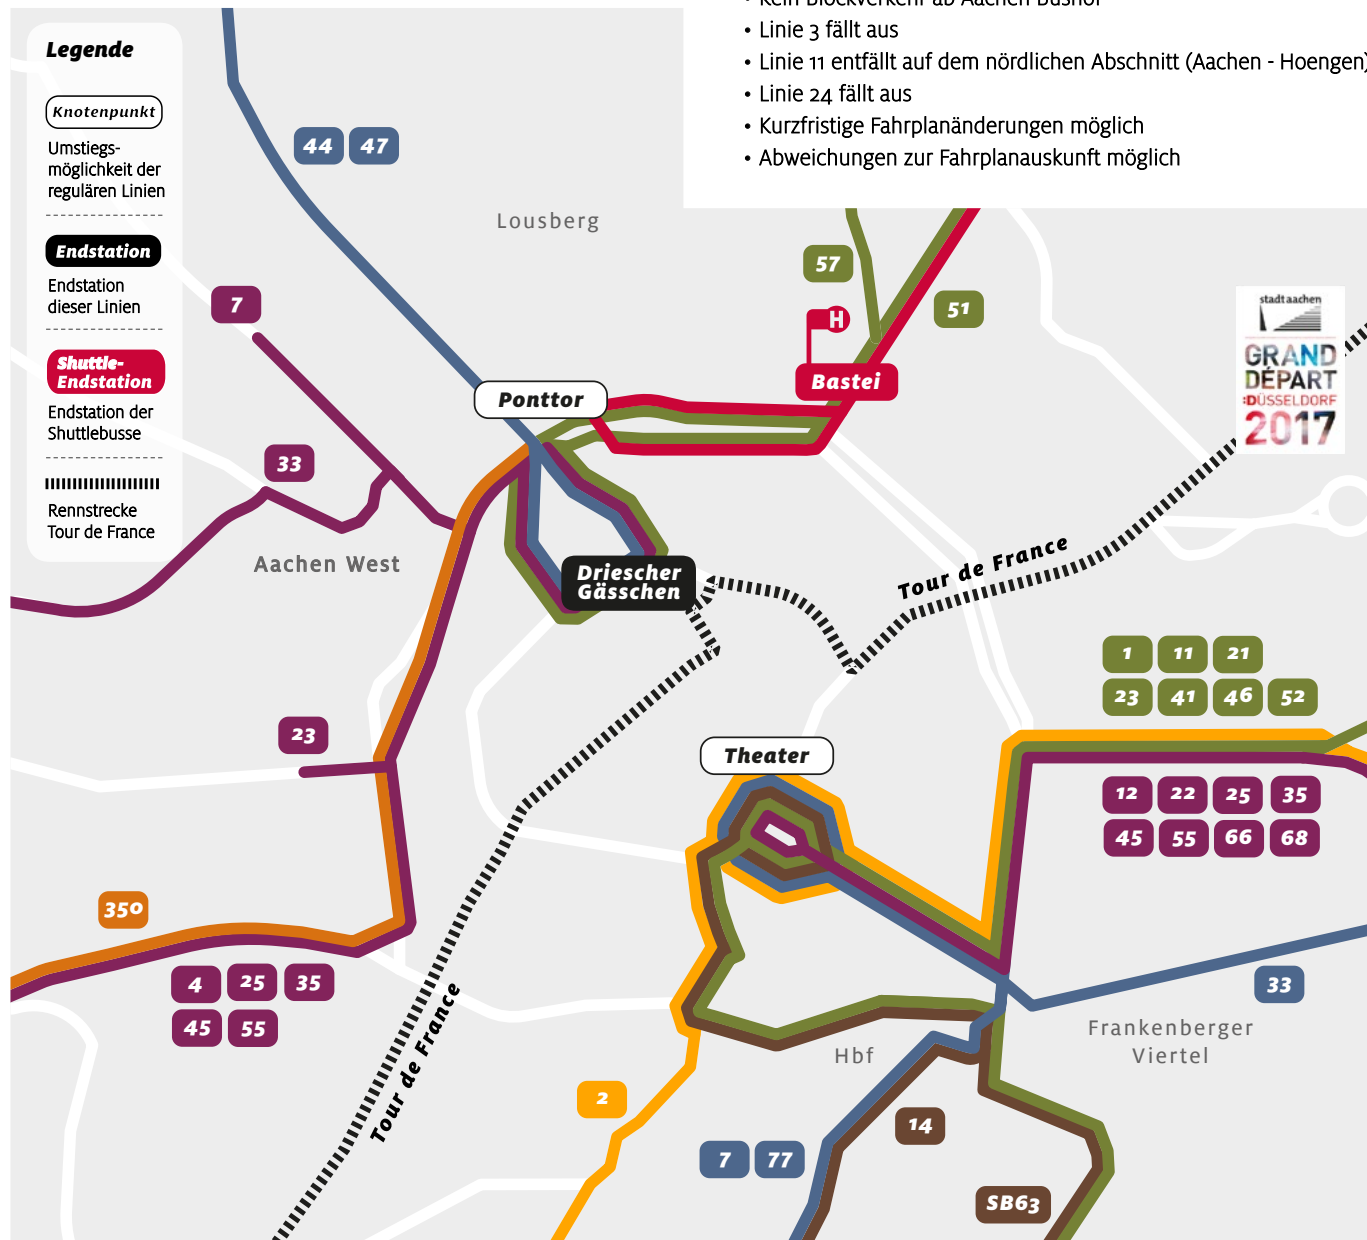 • Kein Blockverkehr ab Aachen Bushof
• Linie 3 fällt aus
• Linie 11 entfällt auf dem nördlichen Abschnitt (Aachen - Hoengen)
• Linie 24 fällt aus
• Kurzfristige Fahrplanänderungen möglich
• Abweichungen zur Fahrplanauskunft möglich
Legende
Knotenpunkt
Umstiegs-
möglichkeit der
regulären Linien
Endstation
Endstation
dieser Linien
Shuttle-
Endstation
Endstation der
Shuttlebusse
Rennstrecke
Tour de France
44 47
Lousberg
57
51
7
H
Bastei
Ponttor
stadt aachen
GRAND
DÉPART
:DÜSSELDORF
2017
33
Aachen West
Driescher
Gässchen
Tour de France
1 11 21
23 41 46 52
23
Theater
12 22 25 35
45 55 66 68
350
4 25 35
45 55
Tour de France
33
Frankenberger
Viertel
Hbf
2
14
7 77
SB63